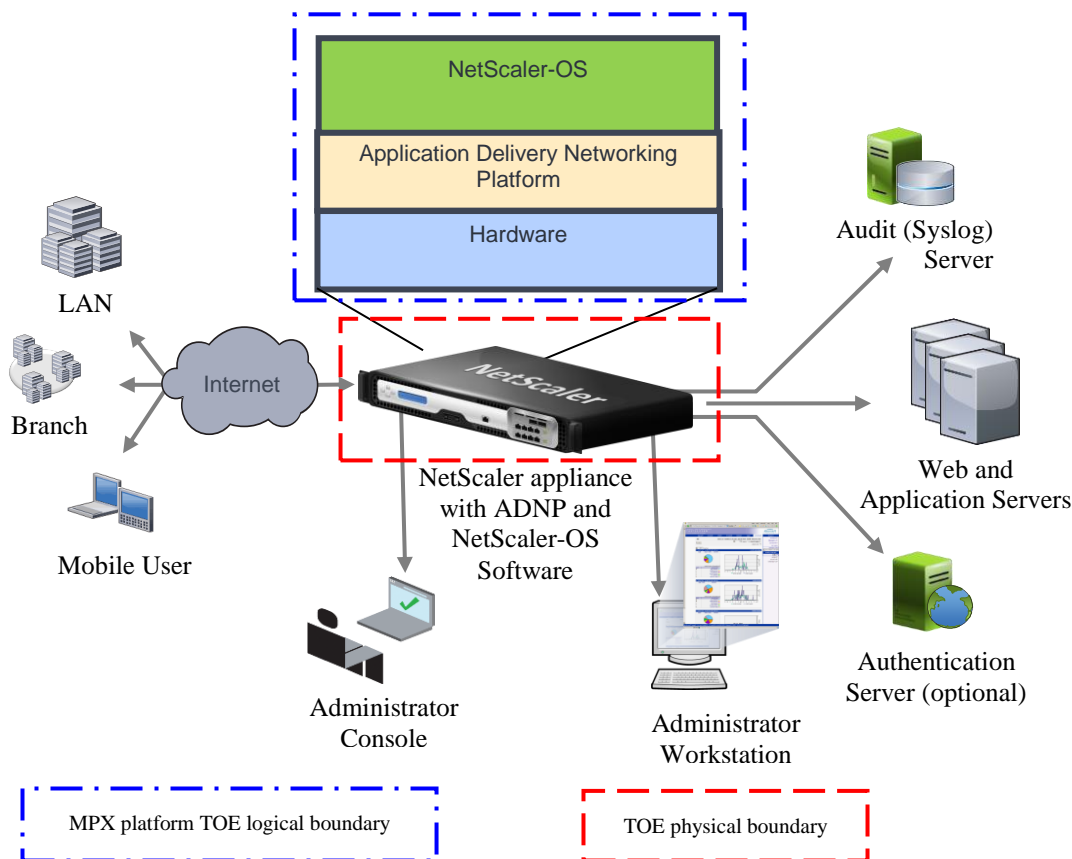 NetScaler-OS
Application Delivery Networking
Platform
Hardware
LAN
Branch
Mobile User
Internet
NetScaler
NetScaler appliance
with ADNP and
NetScaler-OS
Software
Administrator
Console
Administrator
Workstation
Audit (Syslog)
Server
Web and
Application Servers
Authentication
Server (optional)
MPX platform TOE logical boundary
TOE physical boundary